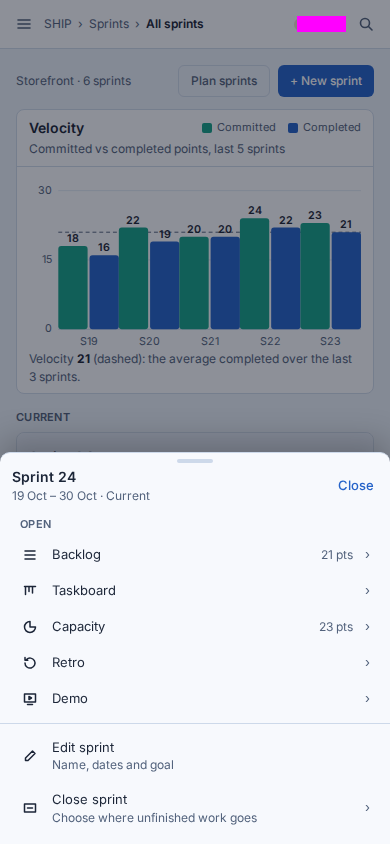 SHIP › Sprints › All sprints
Storefront · 6 sprints
Plan sprints
+ New sprint
Velocity
Committed
Completed
Committed vs completed points, last 5 sprints
30
15
0
18
16
22
19
20
20
24
22
23
21
S19
S20
S21
S22
S23
Velocity 21 (dashed): the average completed over the last
3 sprints.
CURRENT
Sprint 24
Close
19 Oct – 30 Oct · Current
OPEN
Backlog
21 pts
Taskboard
Capacity
23 pts
Retro
Demo
Edit sprint
Name, dates and goal
Close sprint
Choose where unfinished work goes